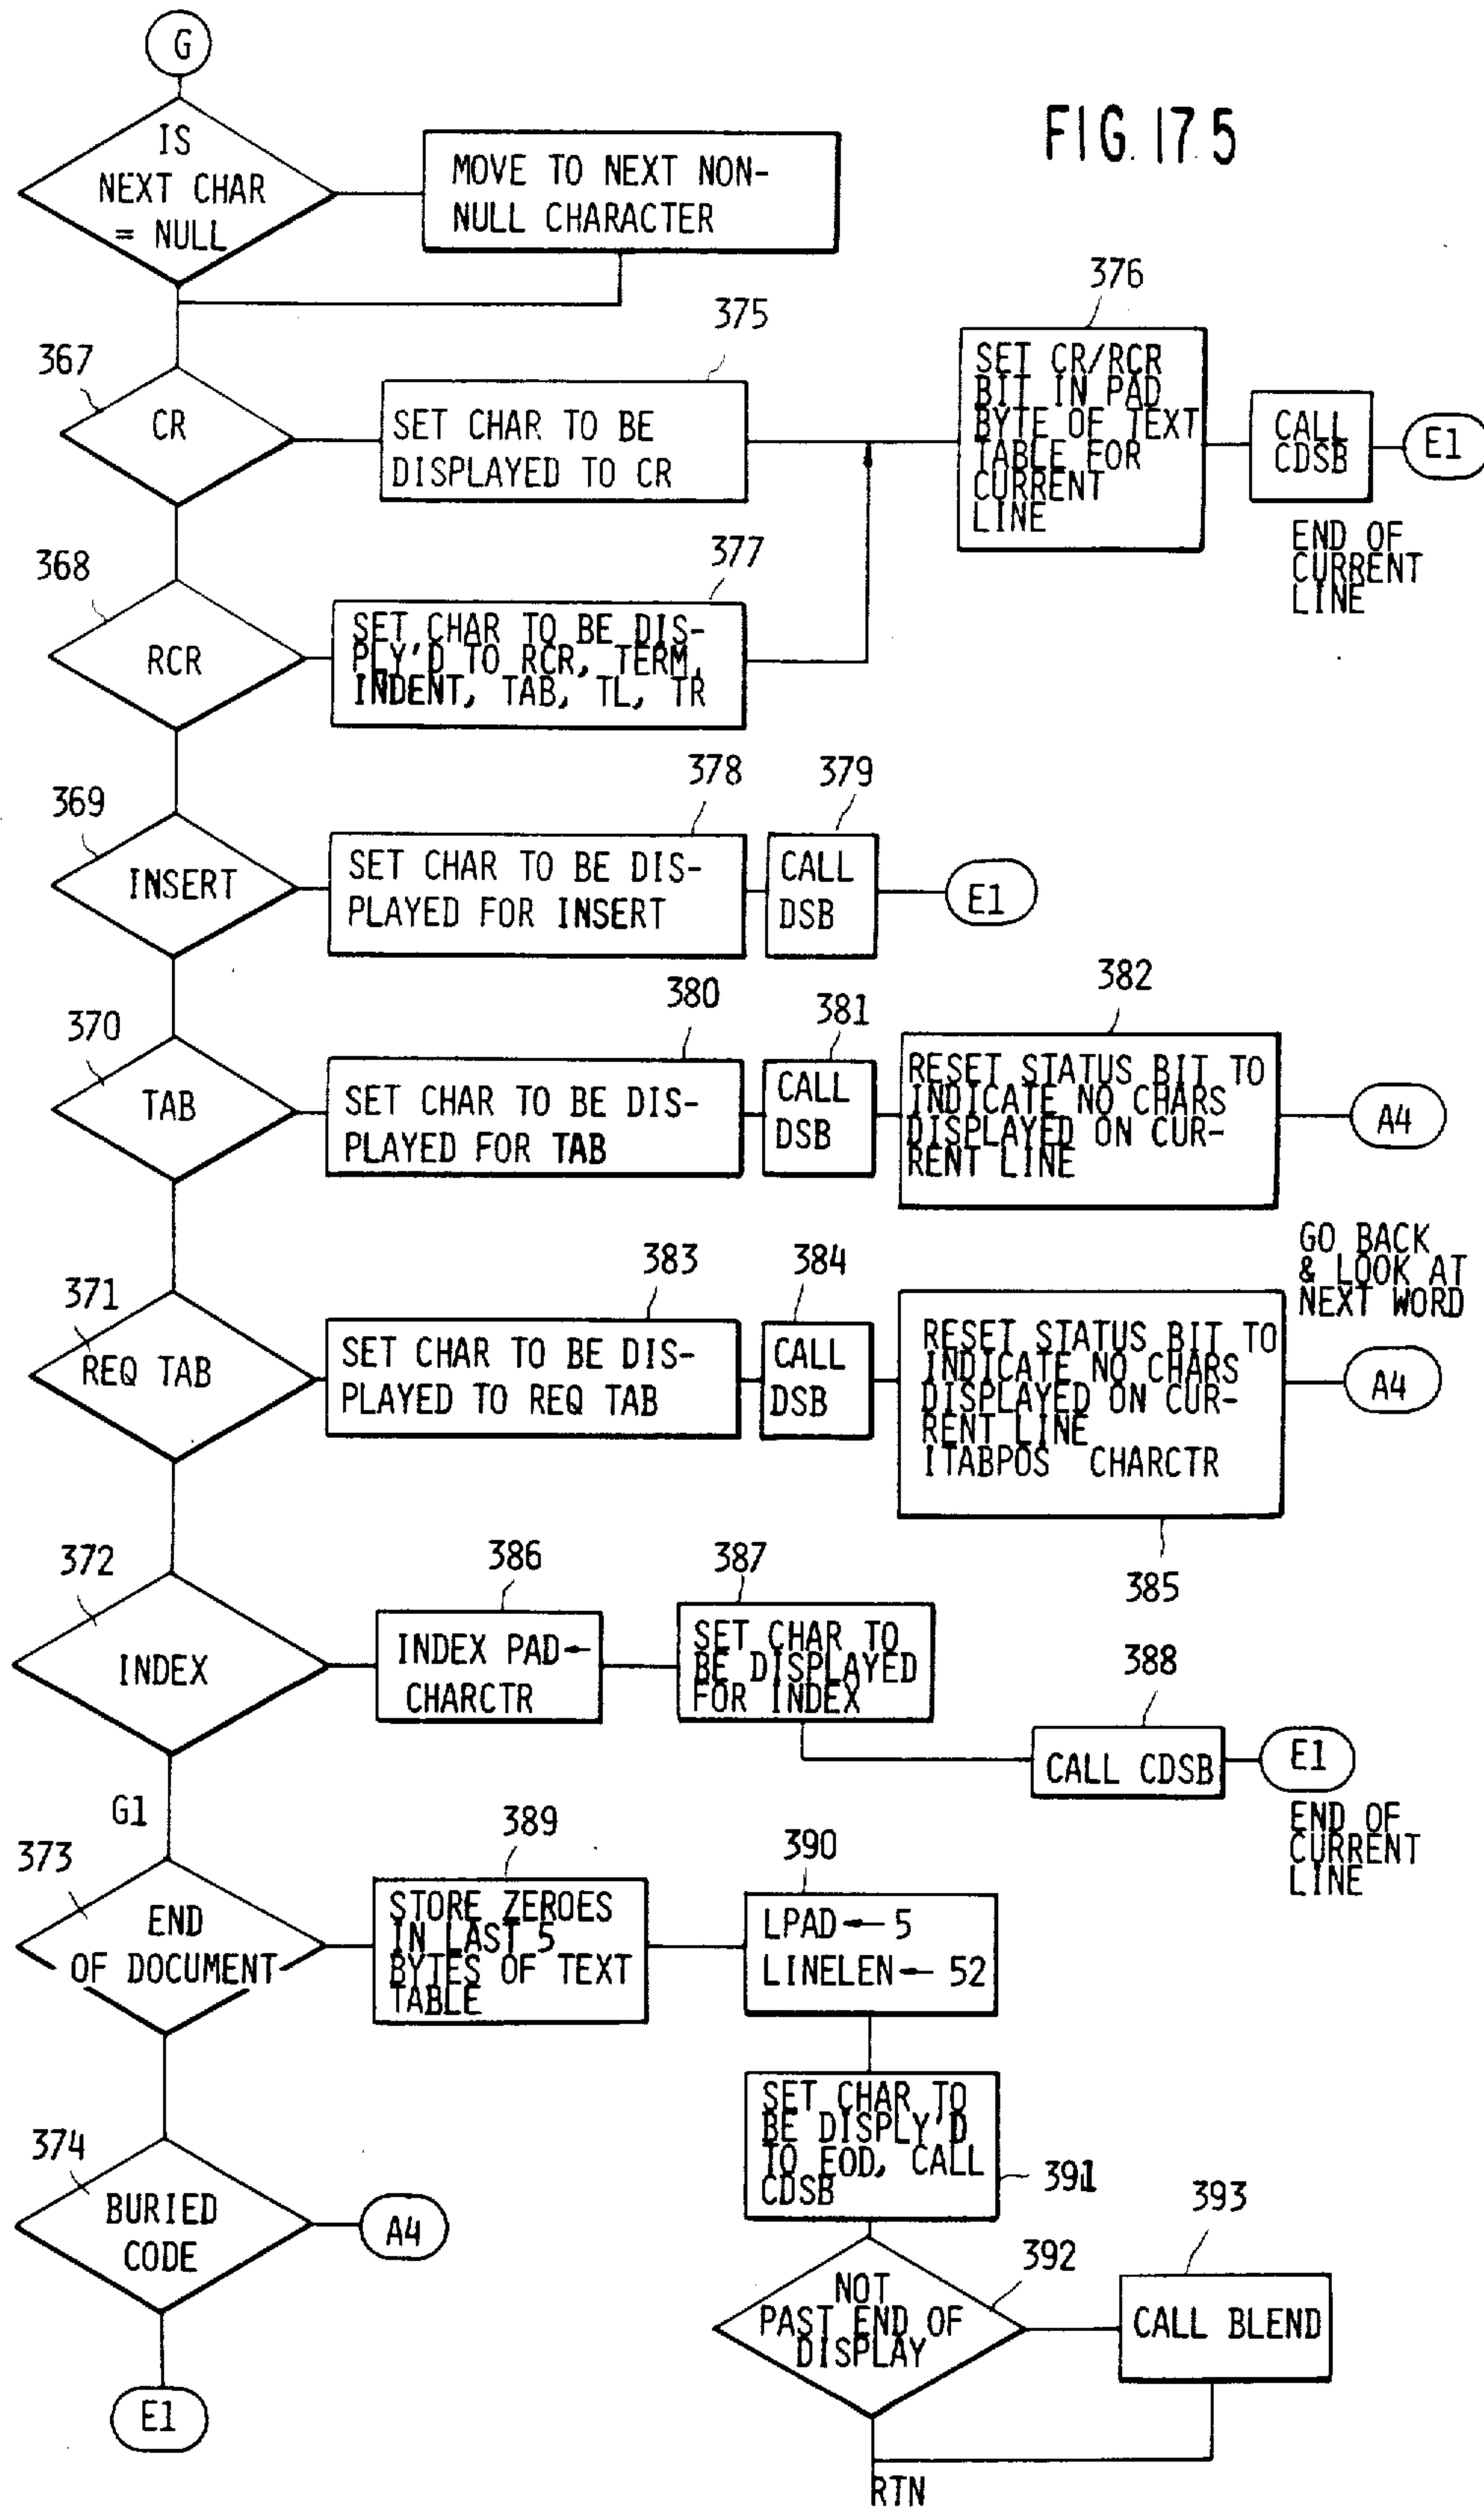 G
FIG. 17.5
IS
NEXT CHAR
= NULL
MOVE TO NEXT NON-
NULL CHARACTER
367
CR
375
SET CHAR TO BE
DISPLAYED TO CR
376
SET CR/RCR
BIT IN PAD
BYTE OF TEXT
TABLE FOR
CURRENT
LINE
CALL
CDSB
E1
END OF
CURRENT
LINE
368
RCR
377
SET CHAR TO BE DIS-
PLY'D TO RCR, TERM,
INDENT, TAB, TL, TR
369
INSERT
378
SET CHAR TO BE DIS-
PLAYED FOR INSERT
379
CALL
DSB
E1
370
TAB
380
SET CHAR TO BE DIS-
PLAYED FOR TAB
381
CALL
DSB
382
RESET STATUS BIT TO
INDICATE NO CHARS
DISPLAYED ON CUR-
RENT LINE
A4
GO BACK
& LOOK AT
NEXT WORD
371
REQ TAB
383
SET CHAR TO BE DIS-
PLAYED TO REQ TAB
384
CALL
DSB
RESET STATUS BIT TO
INDICATE NO CHARS
DISPLAYED ON CUR-
RENT LINE
ITABPOS CHARCTR
385
A4
372
INDEX
386
INDEX PAD←
CHARCTR
387
SET CHAR TO
BE DISPLAYED
FOR INDEX
388
CALL CDSB
E1
END OF
CURRENT
LINE
G1
373
END
OF DOCUMENT
389
STORE ZEROES
IN LAST 5
BYTES OF TEXT
TABLE
390
LPAD ← 5
LINELEN ← 52
SET CHAR TO
BE DISPLY'D
TO EOD, CALL
CDSB
391
374
BURIED
CODE
A4
392
NOT
PAST END OF
DISPLAY
393
CALL BLEND
E1
RTN